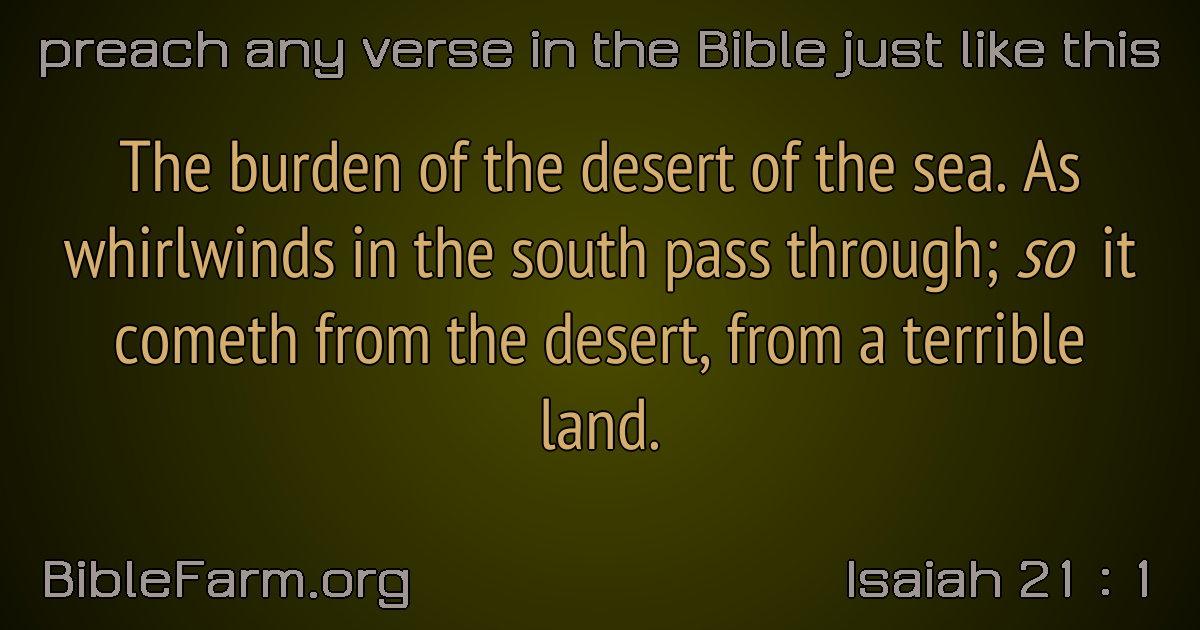 preach any verse in the Bible just like this
The burden of the desert of the sea. As
whirlwinds in the south pass through; so it
cometh from the desert, from a terrible
land.
BibleFarm.org
Isaiah 21 : 1